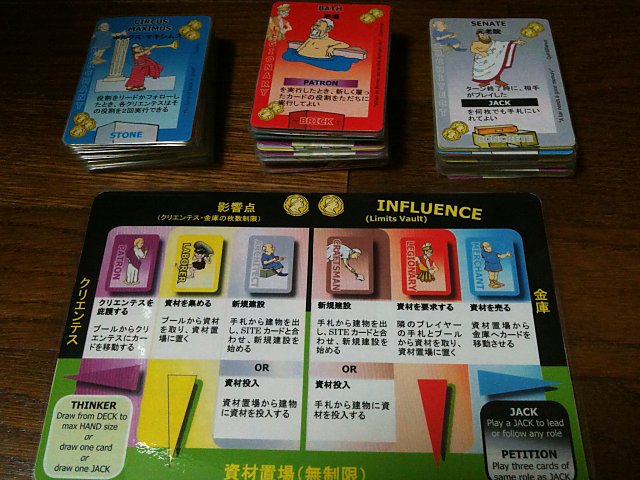 CIRCUS
MAXIMUS
役割をリードかフォローし
たとき、各クリエンテスはそ
の役割を2回実行できる
STONE
BATH
LEGIONARY
PATRON
を実行したとき、新しく雇っ
たカードの役割をただちに
実行してよい
BRICK
SENATE
元老院
ターン終了時に、相手
がプレイした
JACK
を何枚でも手札にい
れてよい
CONCRETE
影響点
(クリエンテス・金庫の枚数制限)
INFLUENCE
(Limits Vault)
クリエンテス
金庫
PATRON
LABORER
ARCHITECT
CRAFTSMAN
LEGIONARY
MERCHANT
クリエンテスを
庇護する
プールからクリ
エンテスにカー
ドを移動する
資材を集める
プールから資材
を取り、資材置
場に置く
新規建設
手札から建物を出
し、SITEカードと合
わせ、新規建設を
始める
新規建設
手札から建物を出
し、SITEカードと合
わせ、新規建設を
始める
資材を要求する
隣のプレイヤー
の手札とプール
から資材を取り、
資材置場に置く
資材を売る
資材置場から
金庫へカードを
移動させる
OR
資材投入
資材置場から建物
に資材を投入する
OR
資材投入
手札から建物に資
材を投入する
THINKER
Draw from DECK to
max HAND size
or
draw one card
or
draw one JACK
JACK
Play a JACK to lead
or follow any role
PETITION
Play three cards of
same role as JACK
資材置場(無制限)